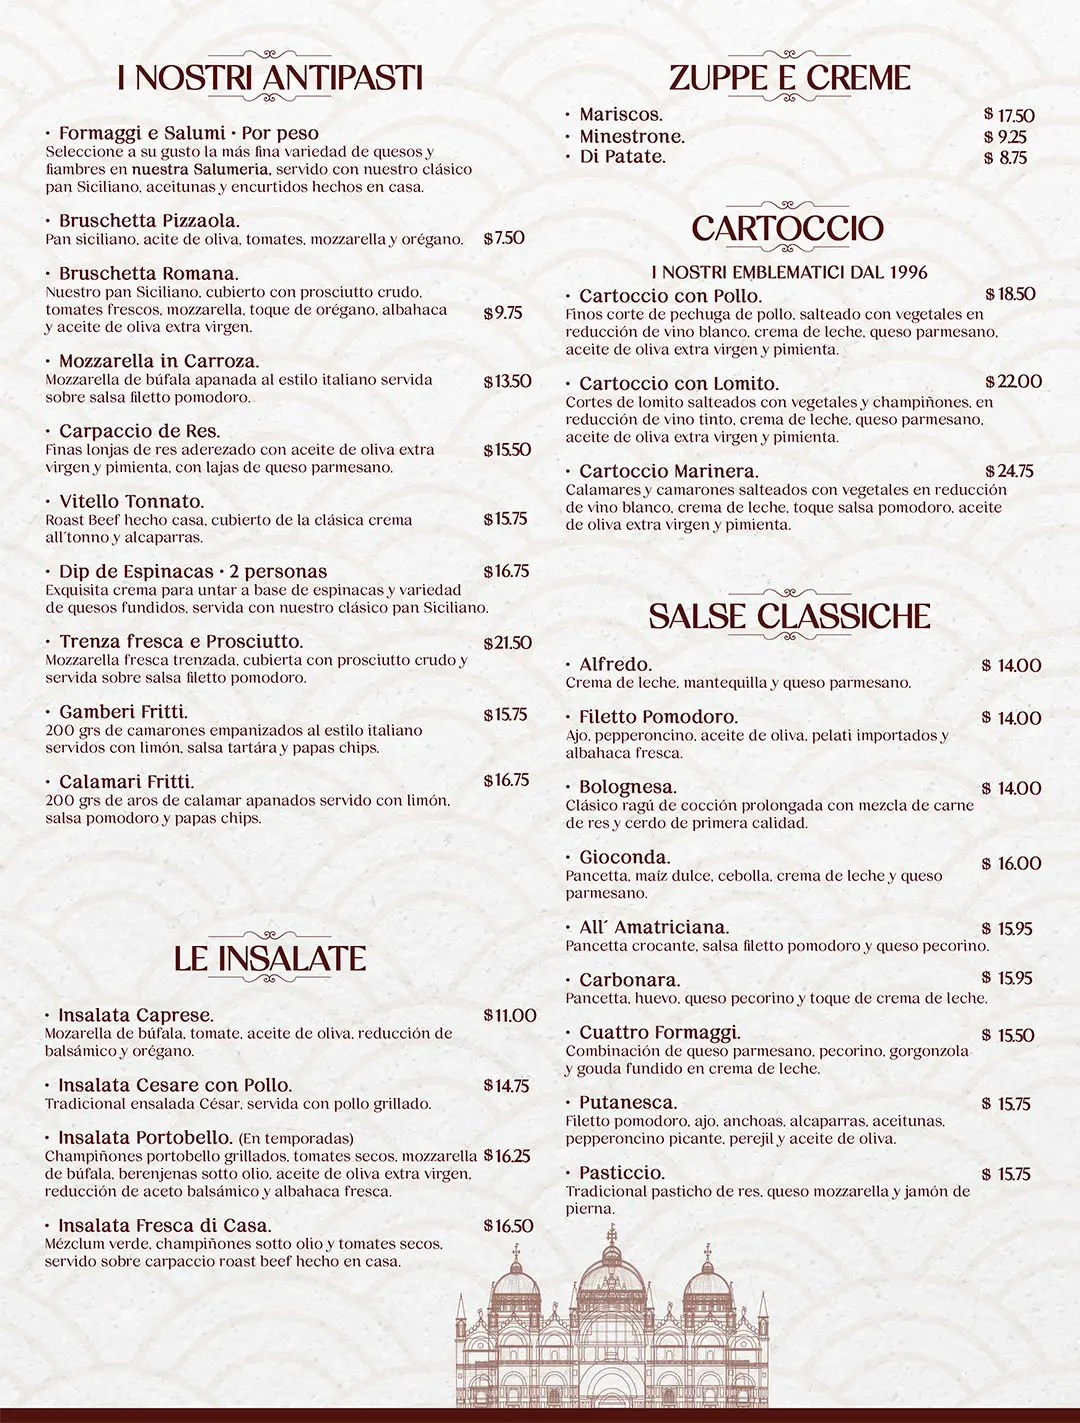 I NOSTRI ANTIPASTI
• Formaggi e Salumi • Por peso
Seleccione a su gusto la más fina variedad de quesos y
fiambres en nuestra Salumeria, servido con nuestro clásico
pan Siciliano, aceitunas y encurtidos hechos en casa.
• Bruschetta Pizzaola.
Pan siciliano, acite de oliva, tomates, mozzarella y orégano. $7.50
• Bruschetta Romana.
Nuestro pan Siciliano, cubierto con prosciutto crudo,
tomates frescos, mozzarella, toque de orégano, albahaca $9.75
y aceite de oliva extra virgen.
• Mozzarella in Carroza.
Mozzarella de búfala apanada al estilo italiano servida $13.50
sobre salsa filetto pomodoro.
• Carpaccio de Res.
Finas lonjas de res aderezado con aceite de oliva extra $15.50
virgen y pimienta, con lajas de queso parmesano.
• Vitello Tonnato.
Roast Beef hecho casa, cubierto de la clásica crema $15.75
all´tonno y alcaparras.
• Dip de Espinacas • 2 personas $16.75
Exquisita crema para untar a base de espinacas y variedad
de quesos fundidos, servida con nuestro clásico pan Siciliano.
• Trenza fresca e Prosciutto. $21.50
Mozzarella fresca trenzada, cubierta con prosciutto crudo y
servida sobre salsa filetto pomodoro.
• Gamberi Fritti. $15.75
200 grs de camarones empanizados al estilo italiano
servidos con limón, salsa tartára y papas chips.
• Calamari Fritti. $16.75
200 grs de aros de calamar apanados servido con limón,
salsa pomodoro y papas chips.
LE INSALATE
• Insalata Caprese. $11.00
Mozarella de búfala, tomate, aceite de oliva, reducción de
balsámico y orégano.
• Insalata Cesare con Pollo. $14.75
Tradicional ensalada César, servida con pollo grillado.
• Insalata Portobello. (En temporadas)
Champiñones portobello grillados, tomates secos, mozzarella $16.25
de búfala, berenjenas sotto olio, aceite de oliva extra virgen,
reducción de aceto balsámico y albahaca fresca.
• Insalata Fresca di Casa. $16.50
Mézclum verde, champiñones sotto olio y tomates secos,
servido sobre carpaccio roast beef hecho en casa.
ZUPPE E CREME
• Mariscos. $ 17.50
• Minestrone. $ 9.25
• Di Patate. $ 8.75
CARTOCCIO
I NOSTRI EMBLEMATICI DAL 1996
• Cartoccio con Pollo. $18.50
Finos corte de pechuga de pollo, salteado con vegetales en
reducción de vino blanco, crema de leche, queso parmesano,
aceite de oliva extra virgen y pimienta.
• Cartoccio con Lomito. $22.00
Cortes de lomito salteados con vegetales y champiñones, en
reducción de vino tinto, crema de leche, queso parmesano,
aceite de oliva extra virgen y pimienta.
• Cartoccio Marinera. $24.75
Calamares y camarones salteados con vegetales en reducción
de vino blanco, crema de leche, toque salsa pomodoro, aceite
de oliva extra virgen y pimienta.
SALSE CLASSICHE
• Alfredo. $ 14.00
Crema de leche, mantequilla y queso parmesano.
• Filetto Pomodoro. $ 14.00
Ajo, pepperoncino, aceite de oliva, pelati importados y
albahaca fresca.
• Bolognesa. $ 14.00
Clásico ragú de cocción prolongada con mezcla de carne
de res y cerdo de primera calidad.
• Gioconda. $ 16.00
Pancetta, maíz dulce, cebolla, crema de leche y queso
parmesano.
• All´ Amatriciana. $ 15.95
Pancetta crocante, salsa filetto pomodoro y queso pecorino.
• Carbonara. $ 15.95
Pancetta, huevo, queso pecorino y toque de crema de leche.
• Cuattro Formaggi. $ 15.50
Combinación de queso parmesano, pecorino, gorgonzola
y gouda fundido en crema de leche.
• Putanesca. $ 15.75
Filetto pomodoro, ajo, anchoas, alcaparras, aceitunas,
pepperoncino picante, perejil y aceite de oliva.
• Pasticcio. $ 15.75
Tradicional pasticho de res, queso mozzarella y jamón de
pierna.